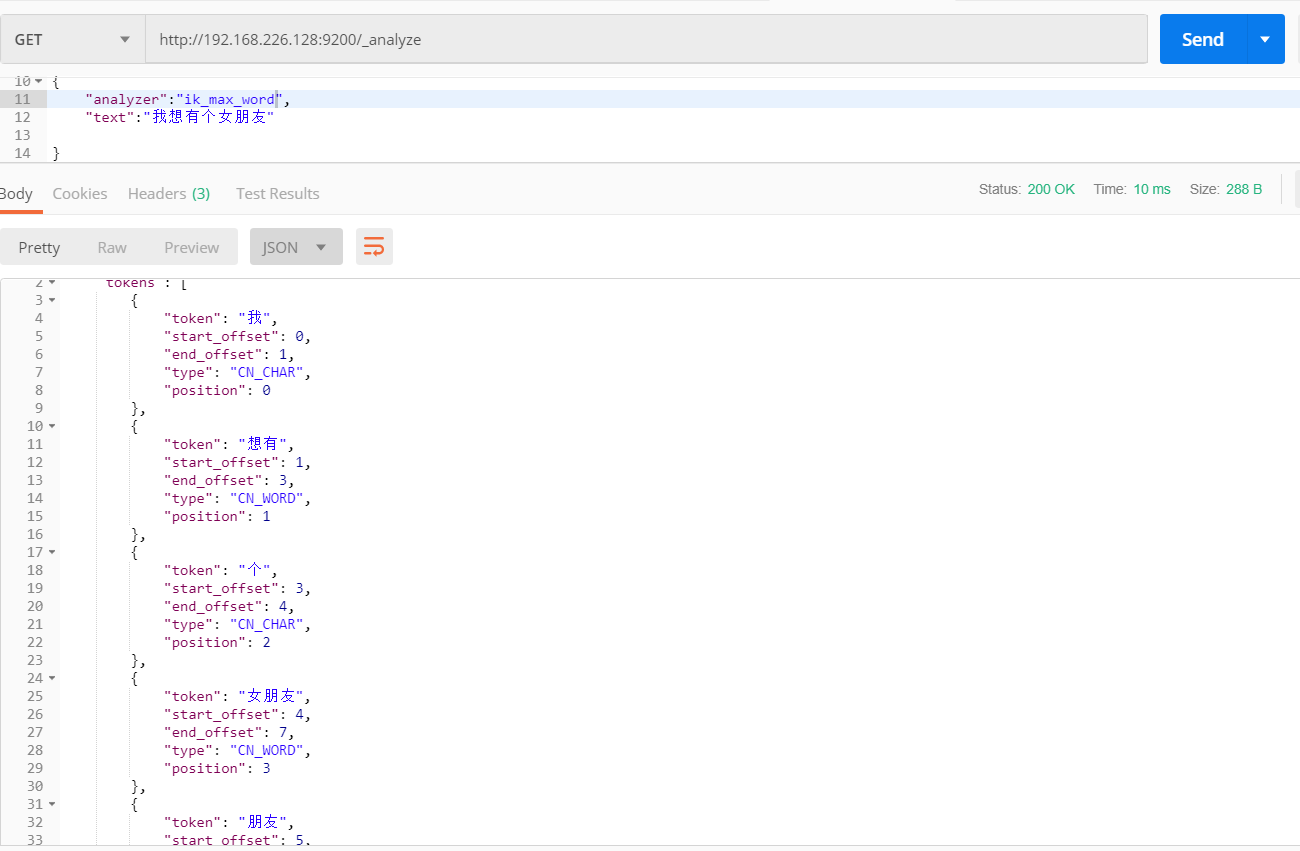 GET
http://192.168.226.128:9200/_analyze
Send
10 {
11 "analyzer":"ik_max_word",
12 "text":"我想有个女朋友"
13
14 }
Body Cookies Headers (3) Test Results
Status: 200 OK Time: 10 ms Size: 288 B
Pretty Raw Preview JSON
2 tokens : [
3 {
4 "token": "我",
5 "start_offset": 0,
6 "end_offset": 1,
7 "type": "CN_CHAR",
8 "position": 0
9 },
10 {
11 "token": "想有",
12 "start_offset": 1,
13 "end_offset": 3,
14 "type": "CN_WORD",
15 "position": 1
16 },
17 {
18 "token": "个",
19 "start_offset": 3,
20 "end_offset": 4,
21 "type": "CN_CHAR",
22 "position": 2
23 },
24 {
25 "token": "女朋友",
26 "start_offset": 4,
27 "end_offset": 7,
28 "type": "CN_WORD",
29 "position": 3
30 },
31 {
32 "token": "朋友",
33 "start_offset": 5,